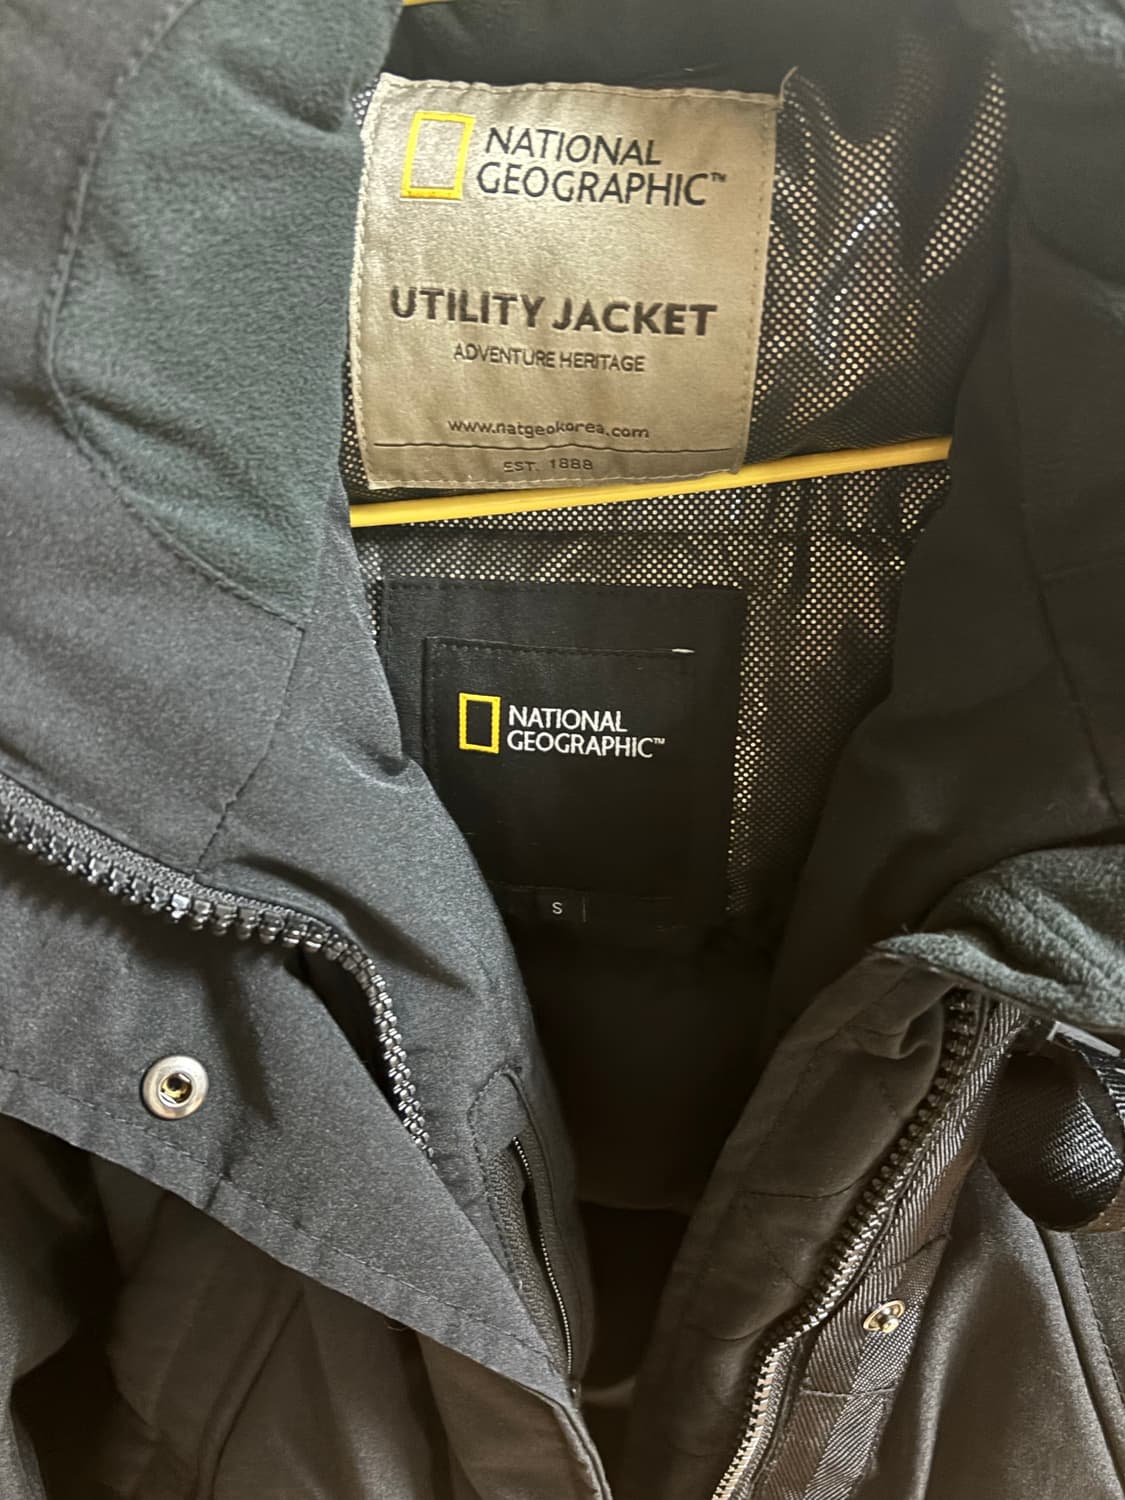 NATIONAL
GEOGRAPHIC™
UTILITY JACKET
ADVENTURE HERITAGE
www.natgeokorea.com
EST. 1888
NATIONAL
GEOGRAPHIC™
S